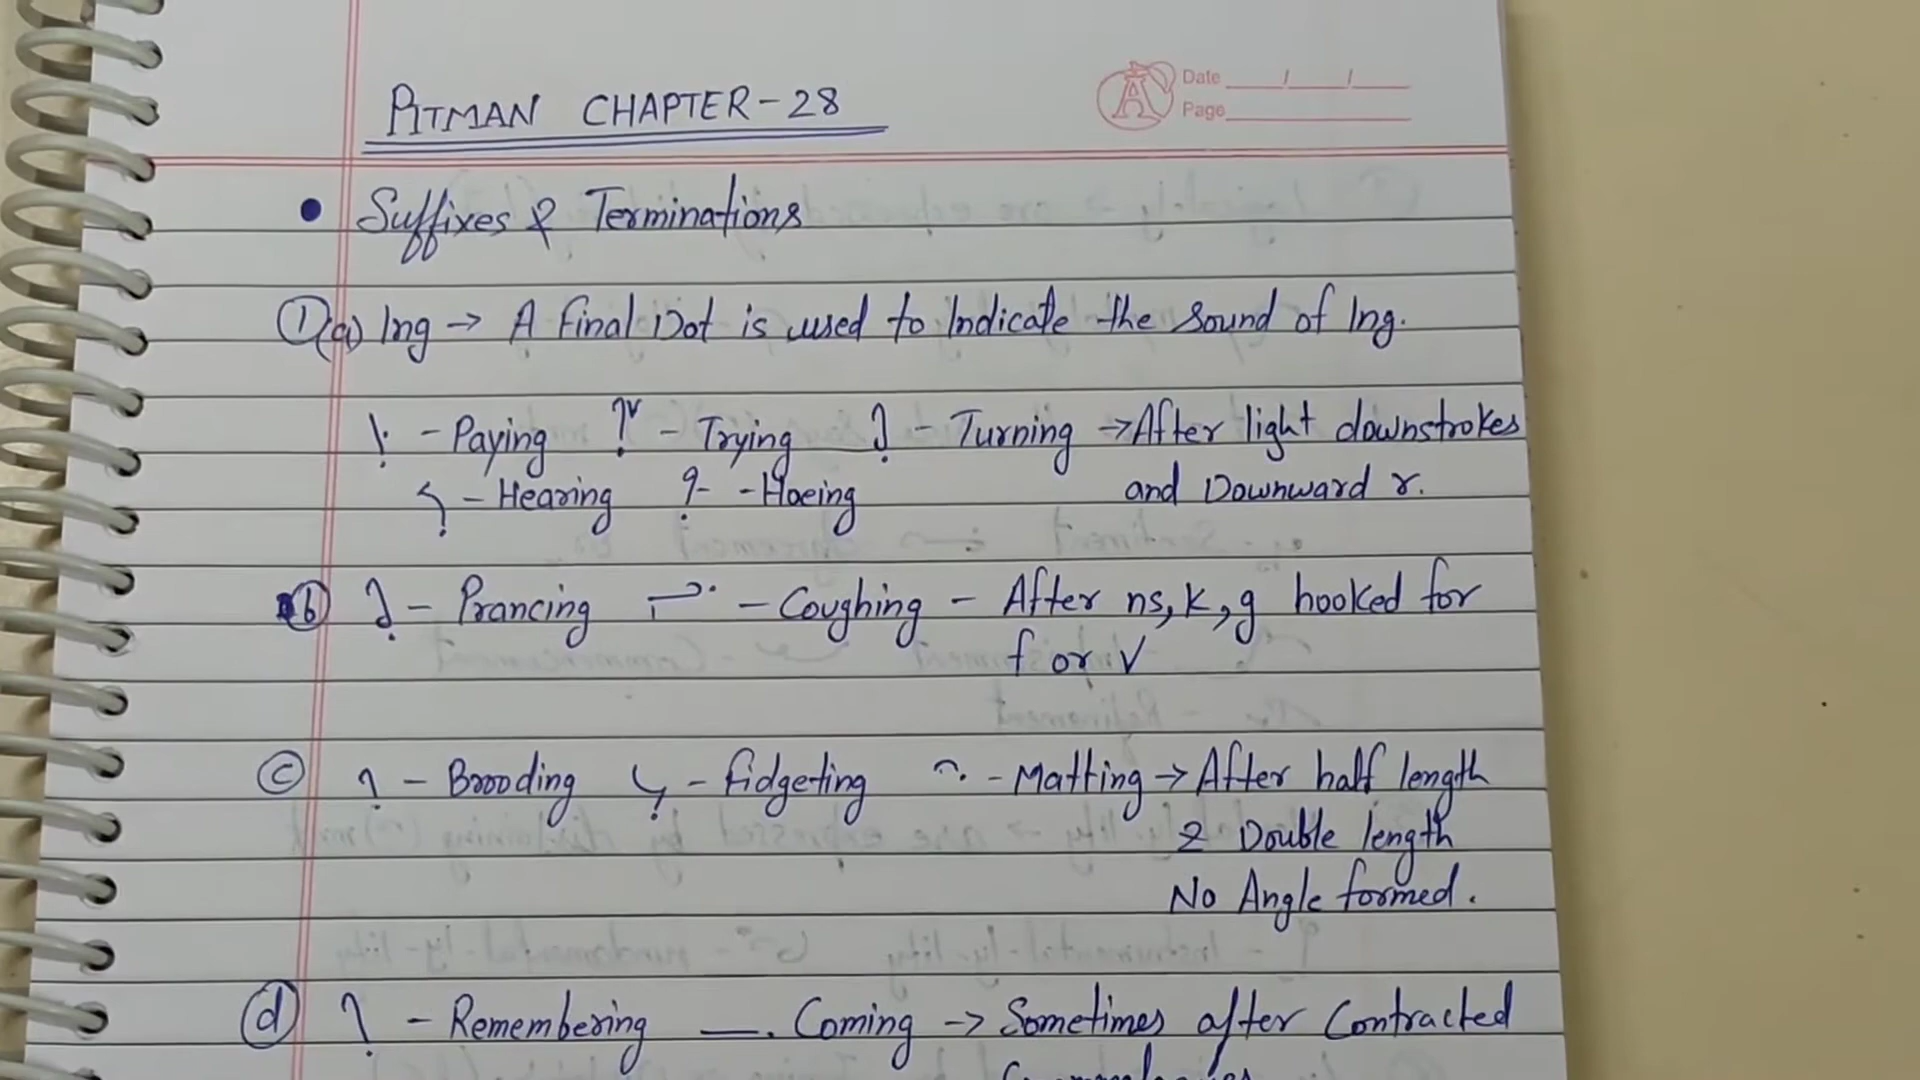 PITMAN CHAPTER-28
Date / /
Page
• Suffixes & Terminations
①(a) Ing → A Final Dot is used to Indicate the Sound of Ing.
- Paying - Trying - Turning → After light downstrokes
- Hearing - Hoeing and Downward r.
ⓑ - Prancing - Coughing - After ns, k, g hooked for
f or V
ⓒ - Brooding - Fidgeting - Matting → After half length
& Double length
No Angle formed.
ⓓ - Remembering Coming → Sometimes after Contracted